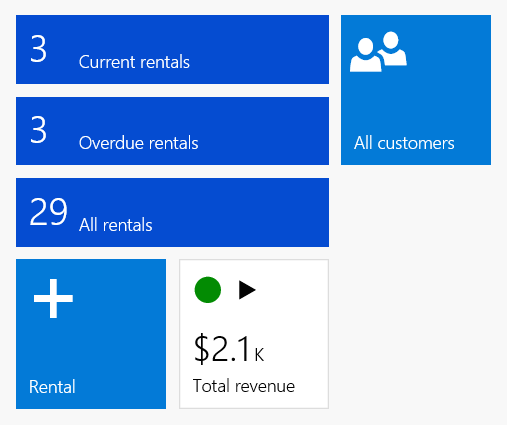 3 Current rentals
3 Overdue rentals
All customers
29 All rentals
Rental
$2.1K
Total revenue